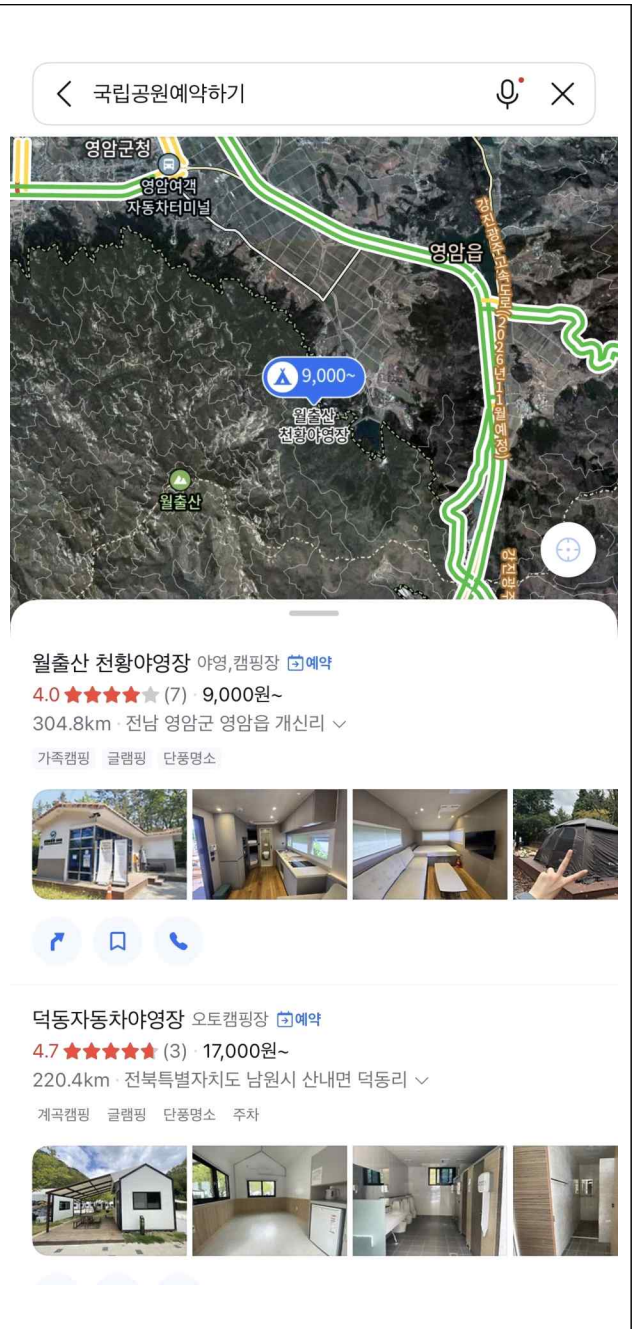 국립공원예약하기
영암군청
영암여객
자동차터미널
영암읍
강진광주고속도로(2026년11월예정)
9,000~
월출산
천황야영장
월출산
강진광주
월출산 천황야영장 야영,캠핑장 예약
4.0 (7) · 9,000원~
304.8km · 전남 영암군 영암읍 개신리
가족캠핑 글램핑 단풍명소
덕동자동차야영장 오토캠핑장 예약
4.7 (3) · 17,000원~
220.4km · 전북특별자치도 남원시 산내면 덕동리
계곡캠핑 글램핑 단풍명소 주차